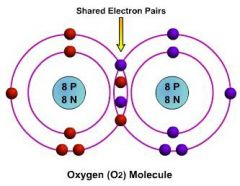 Shared Electron Pairs
8 P
8 N
8 P
8 N
Oxygen (O2) Molecule